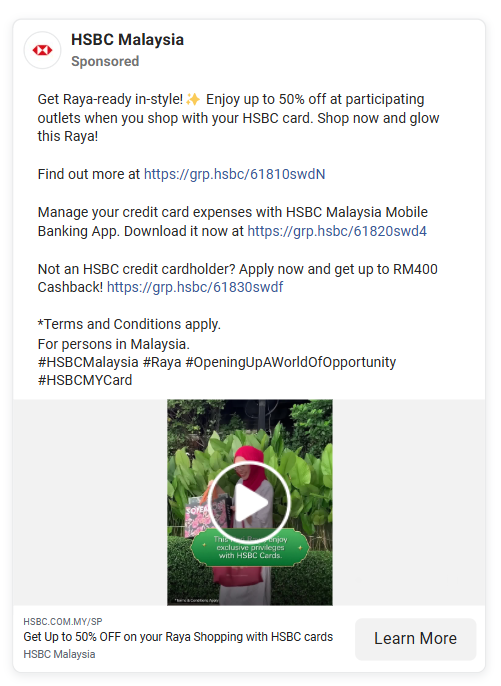 HSBC Malaysia
Sponsored
Get Raya-ready in-style!✨ Enjoy up to 50% off at participating
outlets when you shop with your HSBC card. Shop now and glow
this Raya!
Find out more at https://grp.hsbc/61810swdN
Manage your credit card expenses with HSBC Malaysia Mobile
Banking App. Download it now at https://grp.hsbc/61820swd4
Not an HSBC credit cardholder? Apply now and get up to RM400
Cashback! https://grp.hsbc/61830swdf
*Terms and Conditions apply.
For persons in Malaysia.
#HSBCMalaysia #Raya #OpeningUpAWorldOfOpportunity
#HSBCMYCard
This enjoy
exclusive privileges
with HSBC Cards.
*Terms & Conditions Apply
HSBC.COM.MY/SP
Get Up to 50% OFF on your Raya Shopping with HSBC cards
HSBC Malaysia
Learn More